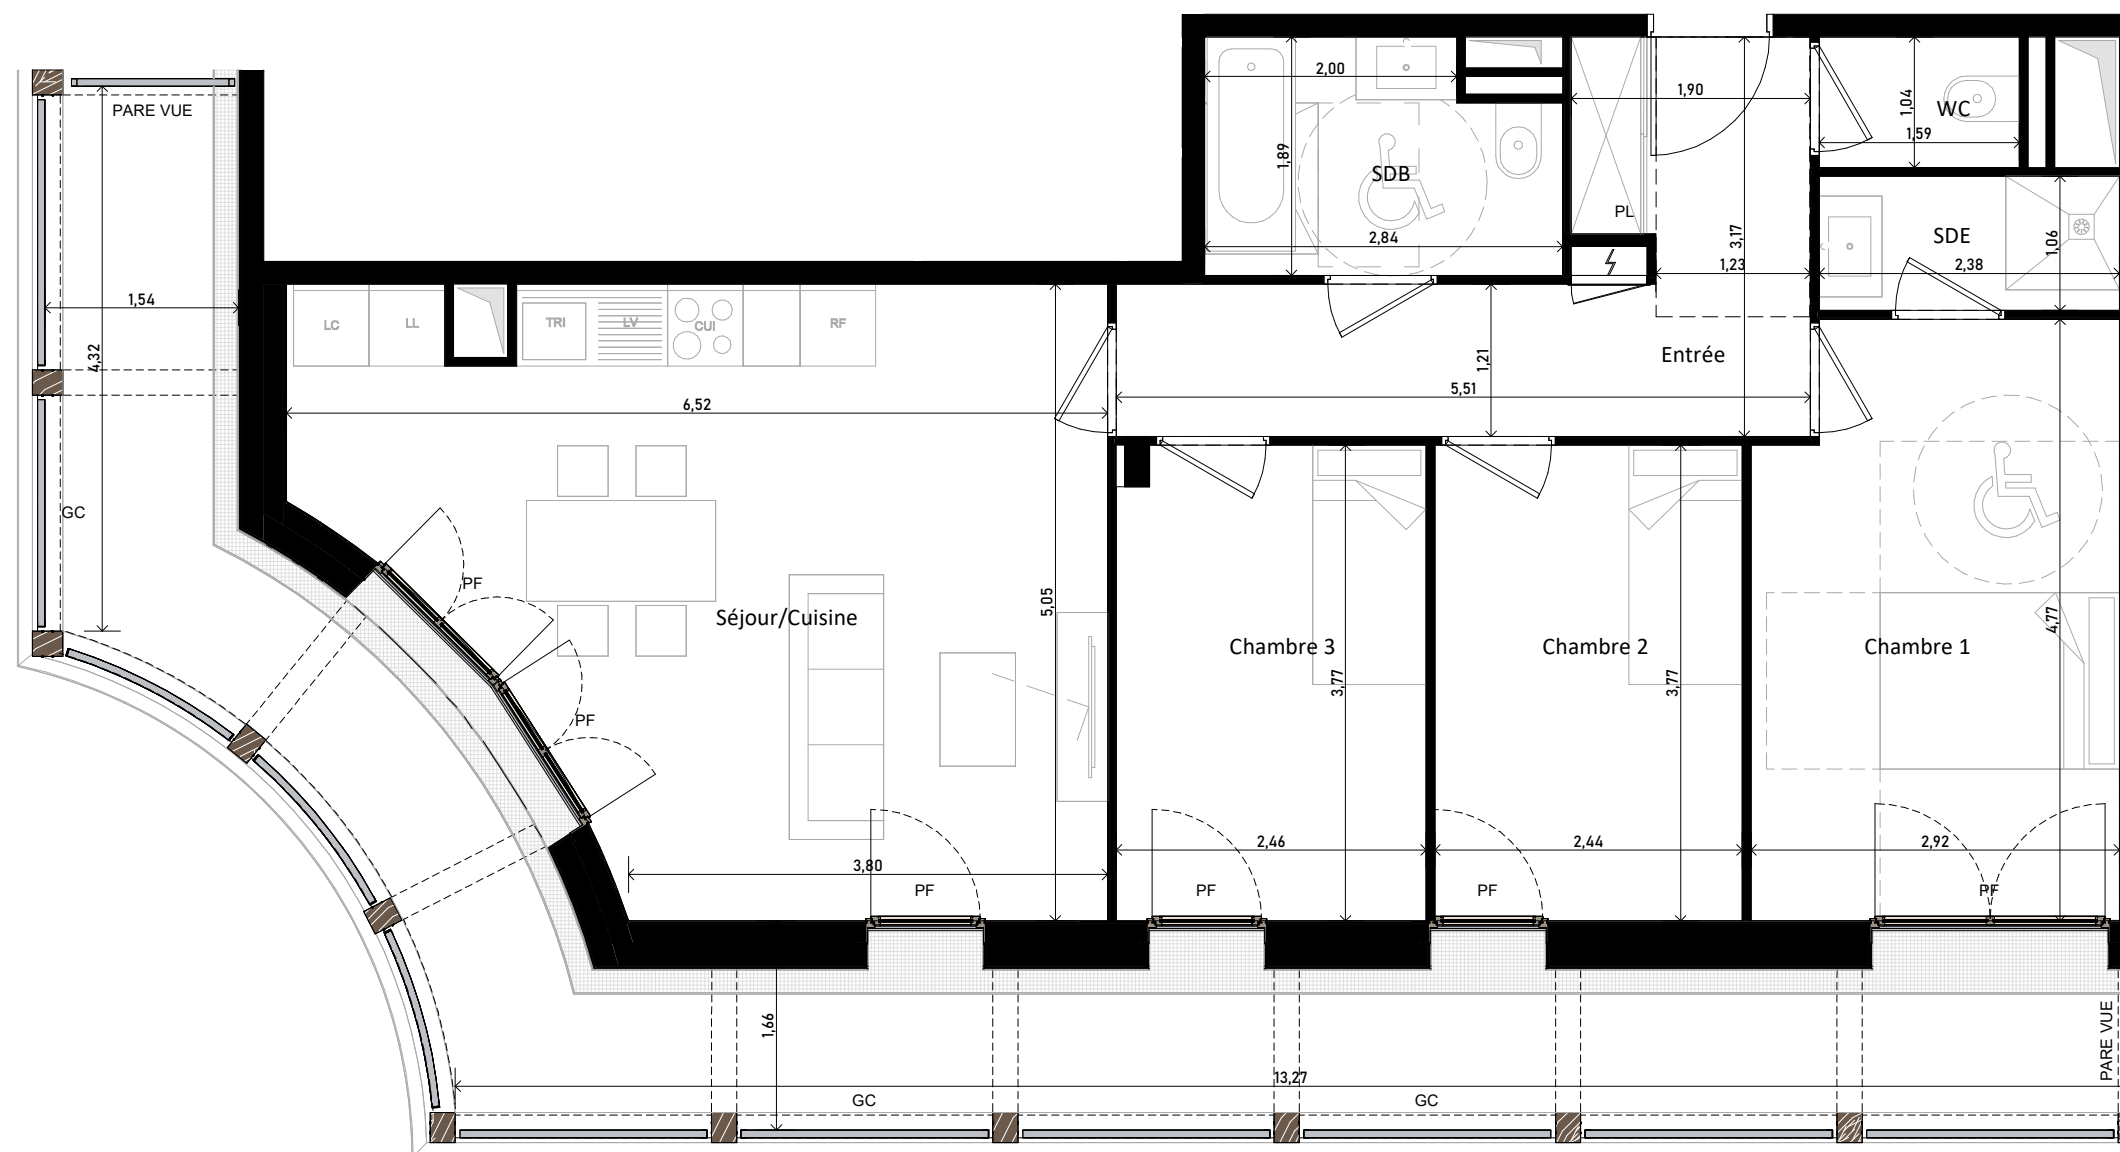 PARE VUE
2,00
1,90
1,04
WC
1,59
1,89
SDB
PL
2,84
3,17
1,23
SDE
1,06
2,38
1,54
4,32
LC
LL
TRI
LV
CUI
RF
Entrée
1,21
5,51
6,52
GC
PF
PF
Séjour/Cuisine
5,05
Chambre 3
3,77
Chambre 2
3,77
Chambre 1
4,77
3,80
2,46
2,44
2,92
PF
PF
PF
PF
1,66
PARE VUE
13,27
GC
GC